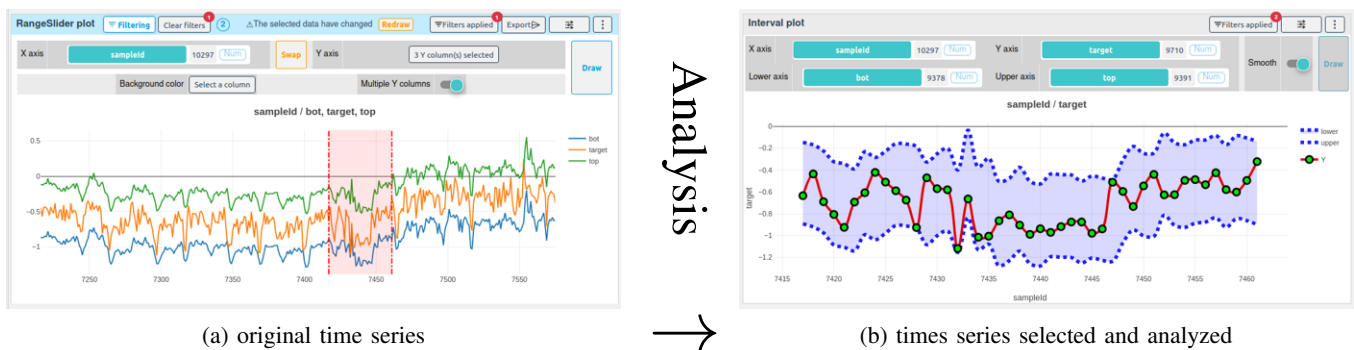 RangeSlider plot Filtering Clear filters 1 2 ⚠The selected data have changed Redraw Filters applied 1 Export
X axis sampleId 10297 Num Swap Y axis 3 Y column(s) selected Draw
Background color Select a column Multiple Y columns
sampleId / bot, target, top
0.5
0
−0.5
−1
7250 7300 7350 7400 7450 7500 7550
bot
target
top
(a) original time series
Analysis
Interval plot Filters applied
X axis sampleId 10297 Num Y axis target 9710 Num Smooth Draw
Lower axis bot 9378 Num Upper axis top 9391 Num
sampleId / target
0
−0.2
−0.4
−0.6
−0.8
−1
−1.2
target
7415 7420 7425 7430 7435 7440 7445 7450 7455 7460
sampleId
lower
upper
Y
(b) times series selected and analyzed